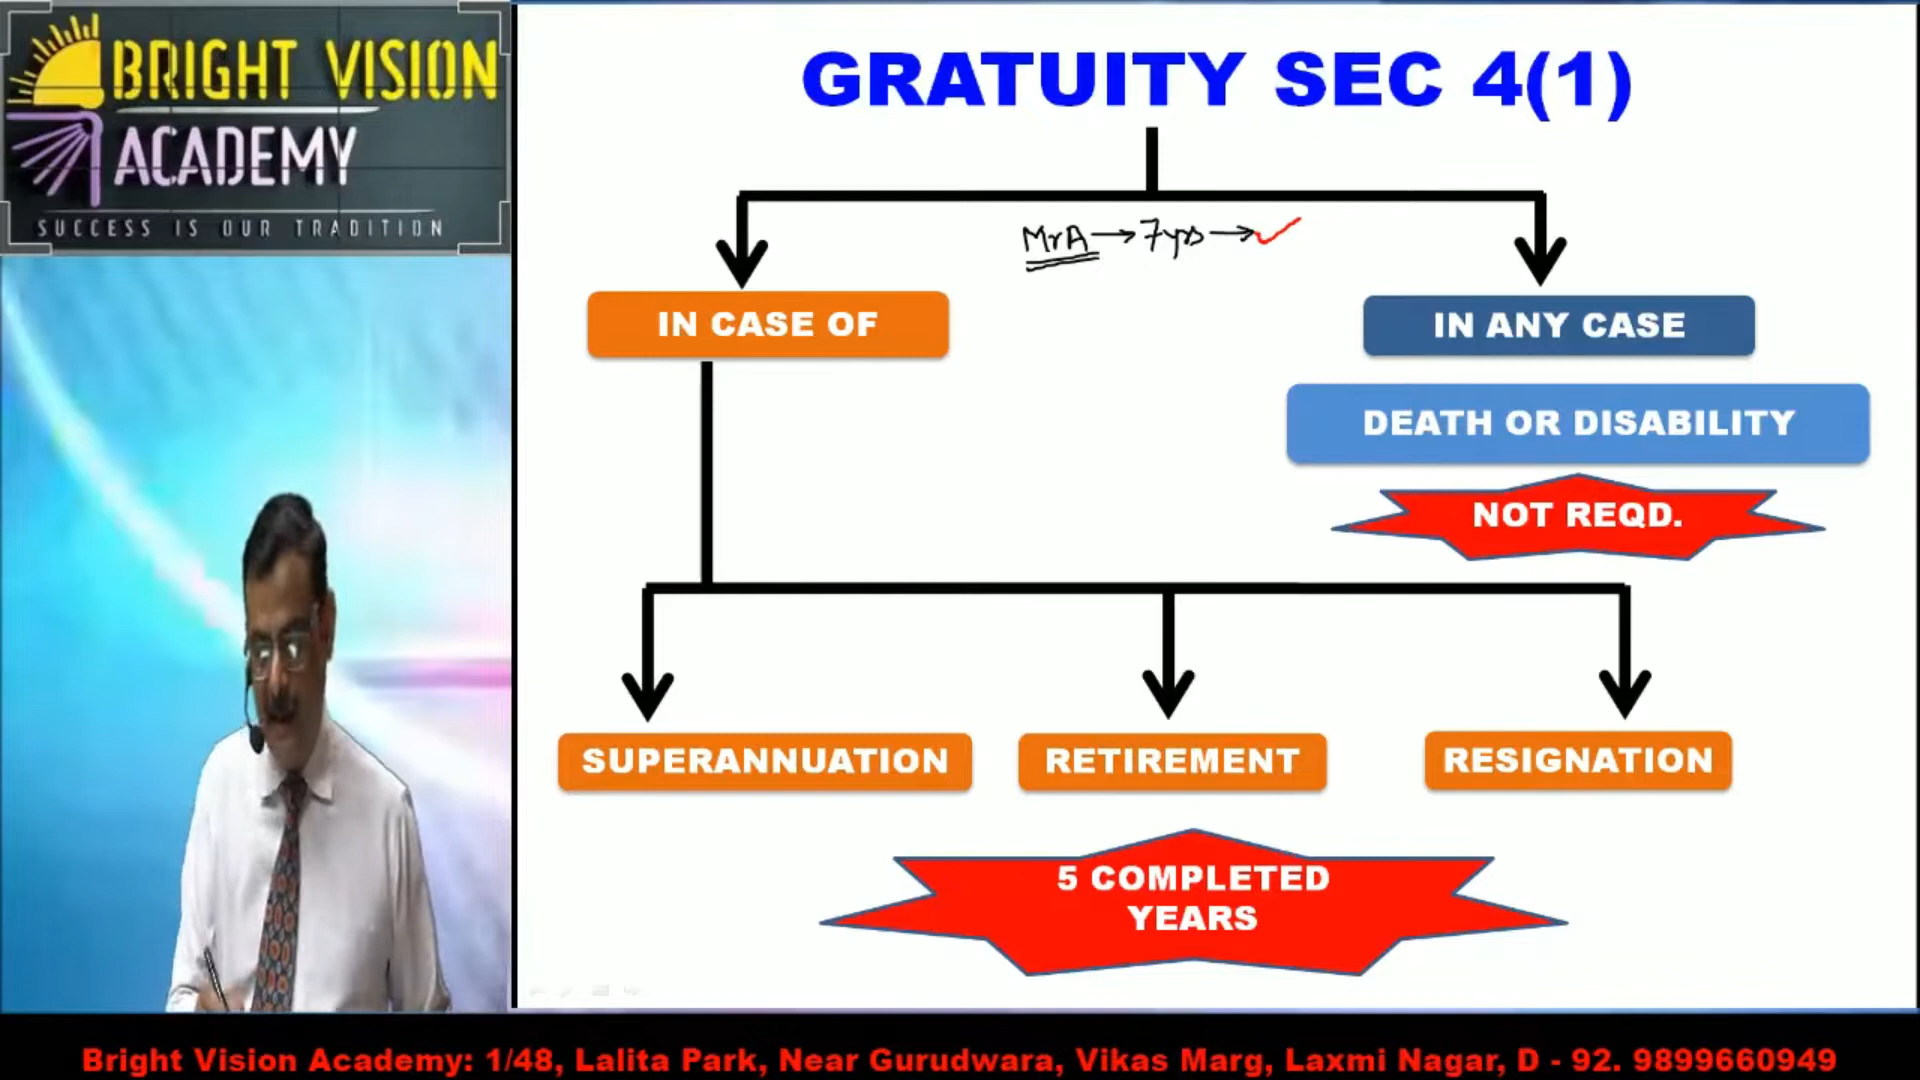 BRIGHT VISION
ACADEMY
SUCCESS IS OUR TRADITION
GRATUITY SEC 4(1)
MrA → 7yrs → ✓
IN CASE OF
IN ANY CASE
DEATH OR DISABILITY
NOT REQD.
SUPERANNUATION
RETIREMENT
RESIGNATION
5 COMPLETED
YEARS
Bright Vision Academy: 1/48, Lalita Park, Near Gurudwara, Vikas Marg, Laxmi Nagar, D - 92. 9899660949